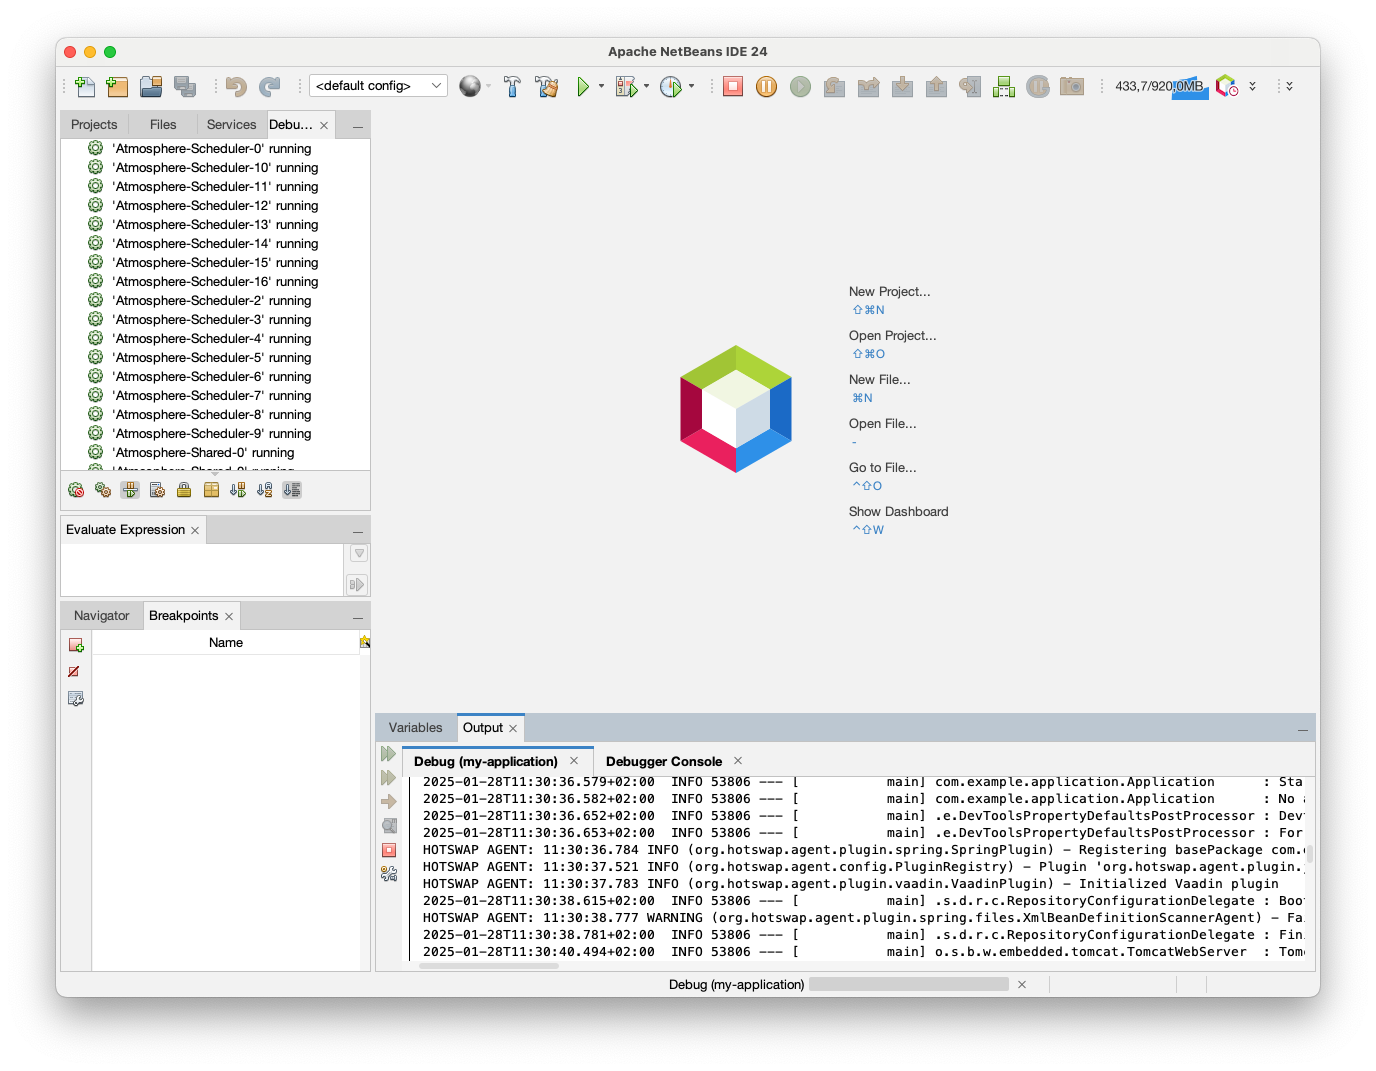 Apache NetBeans IDE 24
<default config>
433,7/920,0MB
Projects Files Services Debu...
'Atmosphere-Scheduler-0' running
'Atmosphere-Scheduler-10' running
'Atmosphere-Scheduler-11' running
'Atmosphere-Scheduler-12' running
'Atmosphere-Scheduler-13' running
'Atmosphere-Scheduler-14' running
'Atmosphere-Scheduler-15' running
'Atmosphere-Scheduler-16' running
'Atmosphere-Scheduler-2' running
'Atmosphere-Scheduler-3' running
'Atmosphere-Scheduler-4' running
'Atmosphere-Scheduler-5' running
'Atmosphere-Scheduler-6' running
'Atmosphere-Scheduler-7' running
'Atmosphere-Scheduler-8' running
'Atmosphere-Scheduler-9' running
'Atmosphere-Shared-0' running
Evaluate Expression
Navigator Breakpoints
Name
New Project...
⇧⌘N
Open Project...
⇧⌘O
New File...
⌘N
Open File...
-
Go to File...
^⇧O
Show Dashboard
^⇧W
Variables Output
Debug (my-application) Debugger Console
2025-01-28T11:30:36.579+02:00 INFO 53806 --- [ main] com.example.application.Application : Sta
2025-01-28T11:30:36.582+02:00 INFO 53806 --- [ main] com.example.application.Application : No
2025-01-28T11:30:36.652+02:00 INFO 53806 --- [ main] .e.DevToolsPropertyDefaultsPostProcessor : Dev
2025-01-28T11:30:36.653+02:00 INFO 53806 --- [ main] .e.DevToolsPropertyDefaultsPostProcessor : For
HOTSWAP AGENT: 11:30:36.784 INFO (org.hotswap.agent.plugin.spring.SpringPlugin) - Registering basePackage com.
HOTSWAP AGENT: 11:30:37.521 INFO (org.hotswap.agent.config.PluginRegistry) - Plugin 'org.hotswap.agent.plugin.
HOTSWAP AGENT: 11:30:37.783 INFO (org.hotswap.agent.plugin.vaadin.VaadinPlugin) - Initialized Vaadin plugin
2025-01-28T11:30:38.615+02:00 INFO 53806 --- [ main] .s.d.r.c.RepositoryConfigurationDelegate : Boot
HOTSWAP AGENT: 11:30:38.777 WARNING (org.hotswap.agent.plugin.spring.files.XmlBeanDefinitionScannerAgent) - Fa
2025-01-28T11:30:38.781+02:00 INFO 53806 --- [ main] .s.d.r.c.RepositoryConfigurationDelegate : Fin
2025-01-28T11:30:40.494+02:00 INFO 53806 --- [ main] o.s.b.w.embedded.tomcat.TomcatWebServer : Tom
Debug (my-application)